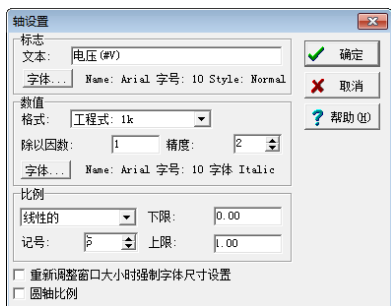 轴设置
标志
文本: 电压(#V)
字体... Name: Arial 字号: 10 Style: Normal
数值
格式: 工程式: 1k
除以因数: 1 精度: 2
字体... Name: Arial 字号: 10 字体 Italic
比例
线性的 下限: 0.00
记号: 上限: 1.00
重新调整窗口大小时强制字体尺寸设置
圆轴比例
确定
取消
帮助(H)